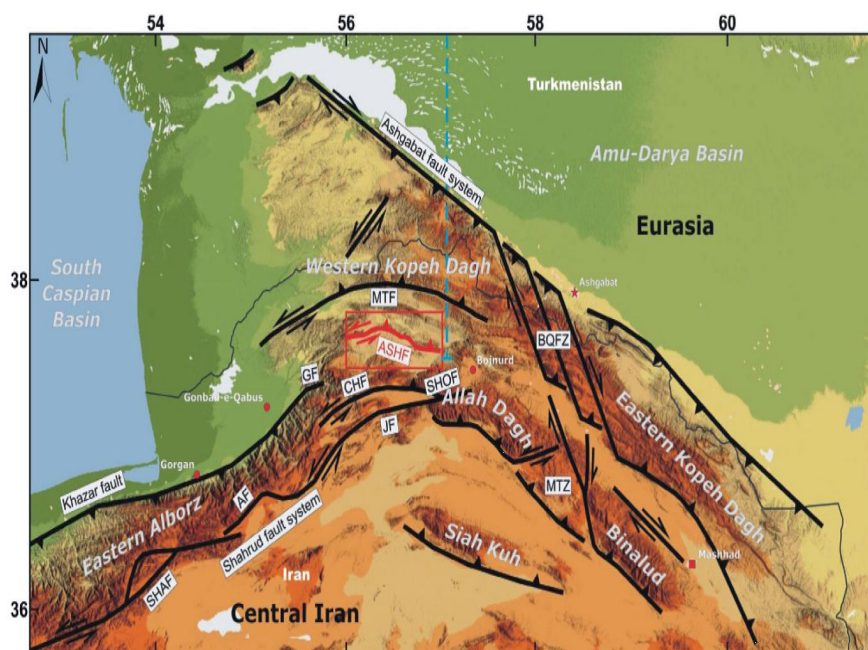 54
56
58
60
N
Turkmenistan
Ashgabat fault system
Amu-Darya Basin
Eurasia
38
South
Caspian
Basin
Western Kopeh Dagh
Ashgabat
MTF
BQFZ
ASHF
Bojnurd
GF
CHF
SHOF
Gonbad-e-Qabus
Allah Dagh
Eastern Kopeh Dagh
JF
Gorgan
Khazar fault
AF
MTZ
Eastern Alborz
Shahrud fault system
Siah Kuh
Binalud
Mashhad
SHAF
Iran
36
Central Iran